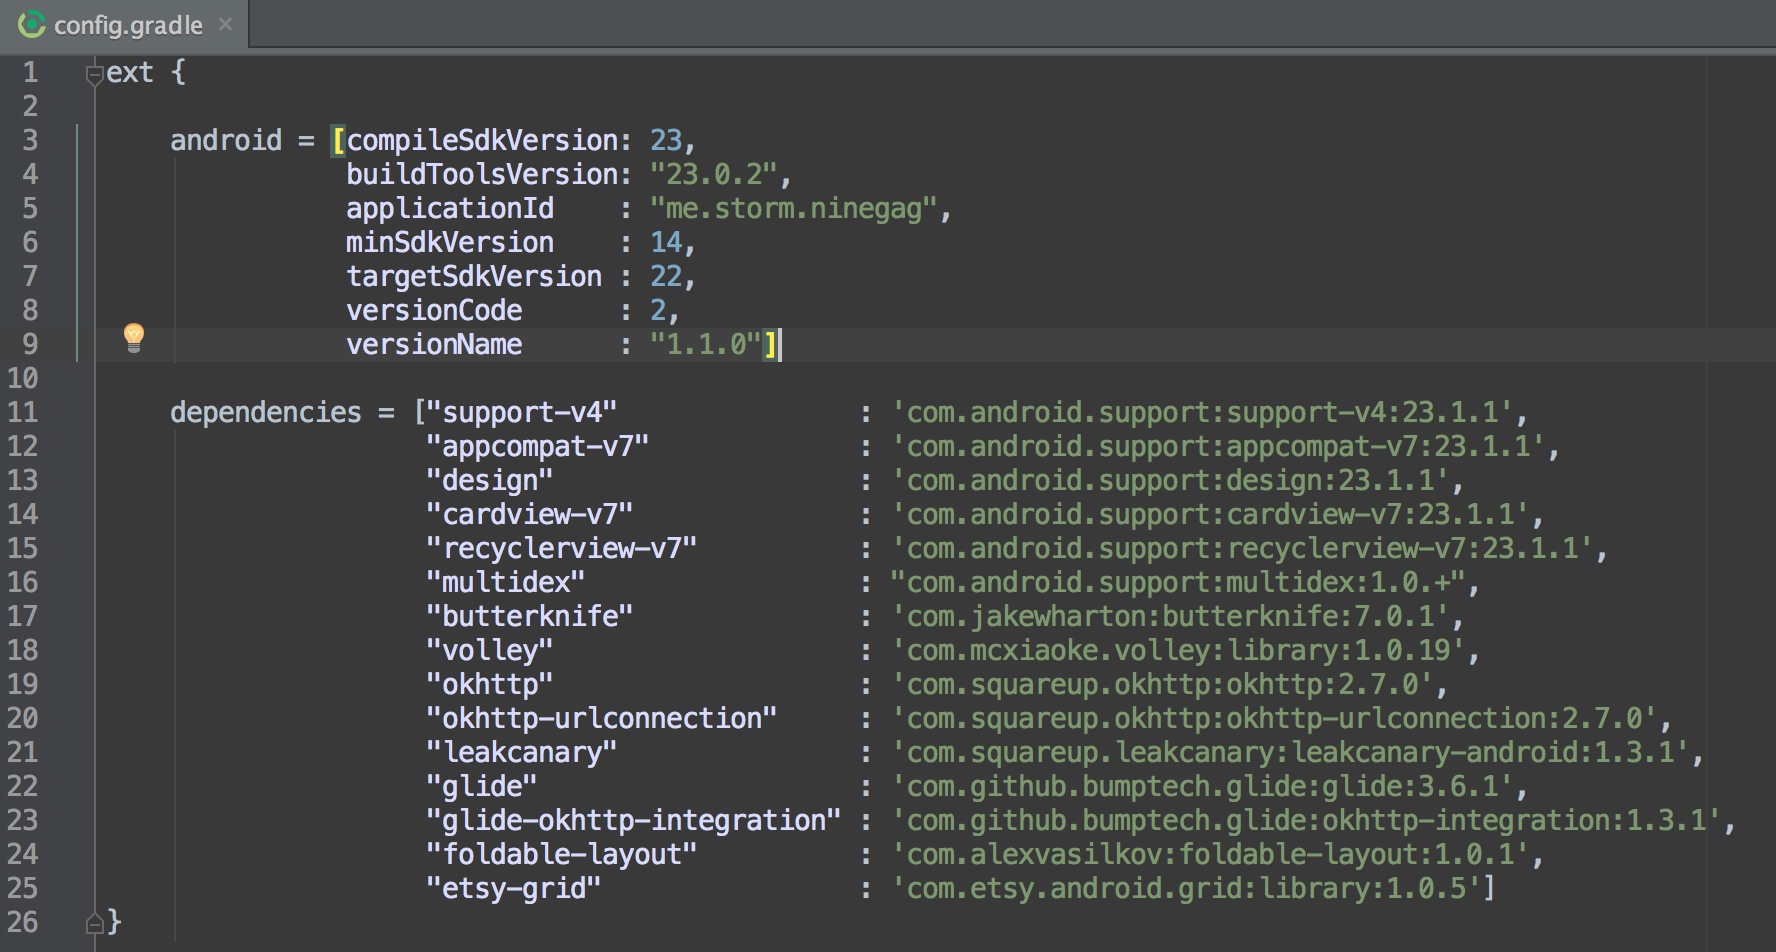 config.gradle ×
1 ext {
2
3     android = [compileSdkVersion: 23,
4                buildToolsVersion: "23.0.2",
5                applicationId    : "me.storm.ninegag",
6                minSdkVersion    : 14,
7                targetSdkVersion : 22,
8                versionCode      : 2,
9                versionName      : "1.1.0"]
10
11     dependencies = ["support-v4"               : 'com.android.support:support-v4:23.1.1',
12                     "appcompat-v7"             : 'com.android.support:appcompat-v7:23.1.1',
13                     "design"                   : 'com.android.support:design:23.1.1',
14                     "cardview-v7"              : 'com.android.support:cardview-v7:23.1.1',
15                     "recyclerview-v7"          : 'com.android.support:recyclerview-v7:23.1.1',
16                     "multidex"                 : "com.android.support:multidex:1.0.+",
17                     "butterknife"              : 'com.jakewharton:butterknife:7.0.1',
18                     "volley"                   : 'com.mcxiaoke.volley:library:1.0.19',
19                     "okhttp"                   : 'com.squareup.okhttp:okhttp:2.7.0',
20                     "okhttp-urlconnection"     : 'com.squareup.okhttp:okhttp-urlconnection:2.7.0',
21                     "leakcanary"               : 'com.squareup.leakcanary:leakcanary-android:1.3.1',
22                     "glide"                    : 'com.github.bumptech.glide:glide:3.6.1',
23                     "glide-okhttp-integration" : 'com.github.bumptech.glide:okhttp-integration:1.3.1',
24                     "foldable-layout"          : 'com.alexvasilkov:foldable-layout:1.0.1',
25                     "etsy-grid"                : 'com.etsy.android.grid:library:1.0.5']
26 }